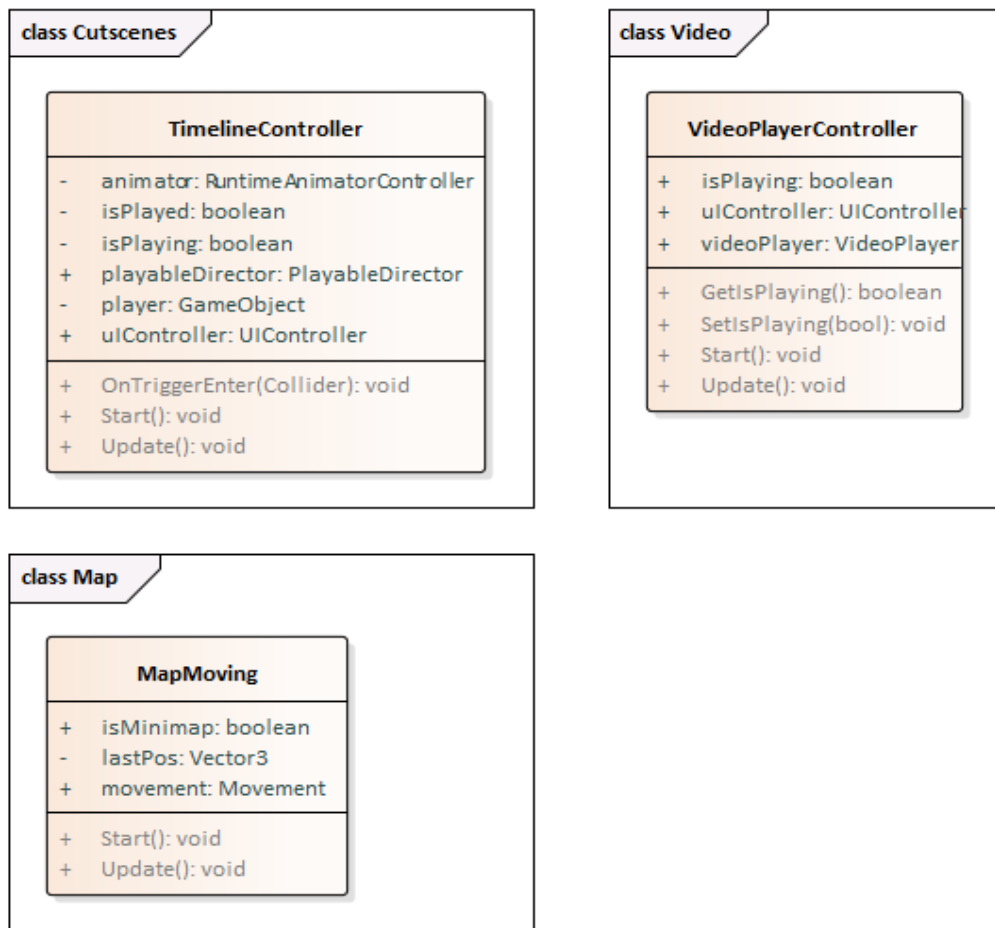 class Cutscenes
TimelineController
- animator: RuntimeAnimatorController
- isPlayed: boolean
- isPlaying: boolean
+ playableDirector: PlayableDirector
- player: GameObject
+ uIController: UIController
+ OnTriggerEnter(Collider): void
+ Start(): void
+ Update(): void
class Video
VideoPlayerController
+ isPlaying: boolean
+ uIController: UIController
+ videoPlayer: VideoPlayer
+ GetIsPlaying(): boolean
+ SetIsPlaying(bool): void
+ Start(): void
+ Update(): void
class Map
MapMoving
+ isMinimap: boolean
- lastPos: Vector3
+ movement: Movement
+ Start(): void
+ Update(): void